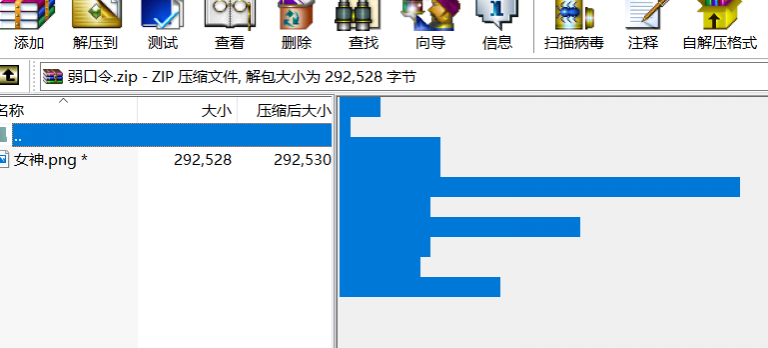 添加 解压到 测试 查看 删除 查找 向导 信息 扫描病毒 注释 自解压格式
弱口令.zip - ZIP 压缩文件, 解包大小为 292,528 字节
名称 大小 压缩后大小
..
女神.png * 292,528 292,530